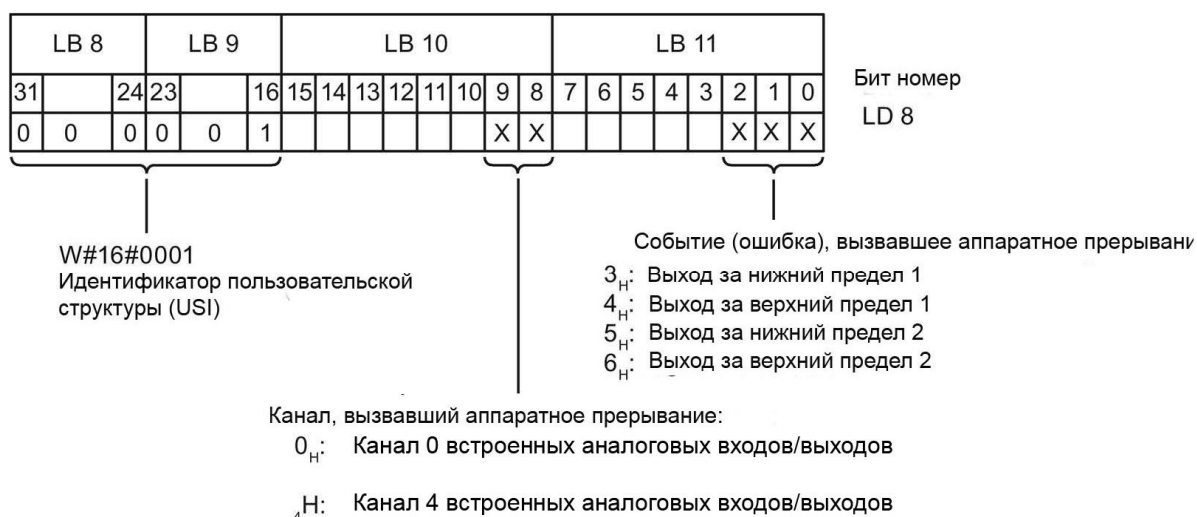 LB 8 LB 9 LB 10 LB 11
31 24 23 16 15 14 13 12 11 10 9 8 7 6 5 4 3 2 1 0 Бит номер
0 0 0 0 0 1 X X X X X LD 8
W#16#0001
Идентификатор пользовательской
структуры (USI)
Событие (ошибка), вызвавшее аппаратное прерывани
3H: Выход за нижний предел 1
4H: Выход за верхний предел 1
5H: Выход за нижний предел 2
6H: Выход за верхний предел 2
Канал, вызвавший аппаратное прерывание:
0H: Канал 0 встроенных аналоговых входов/выходов
4H: Канал 4 встроенных аналоговых входов/выходов